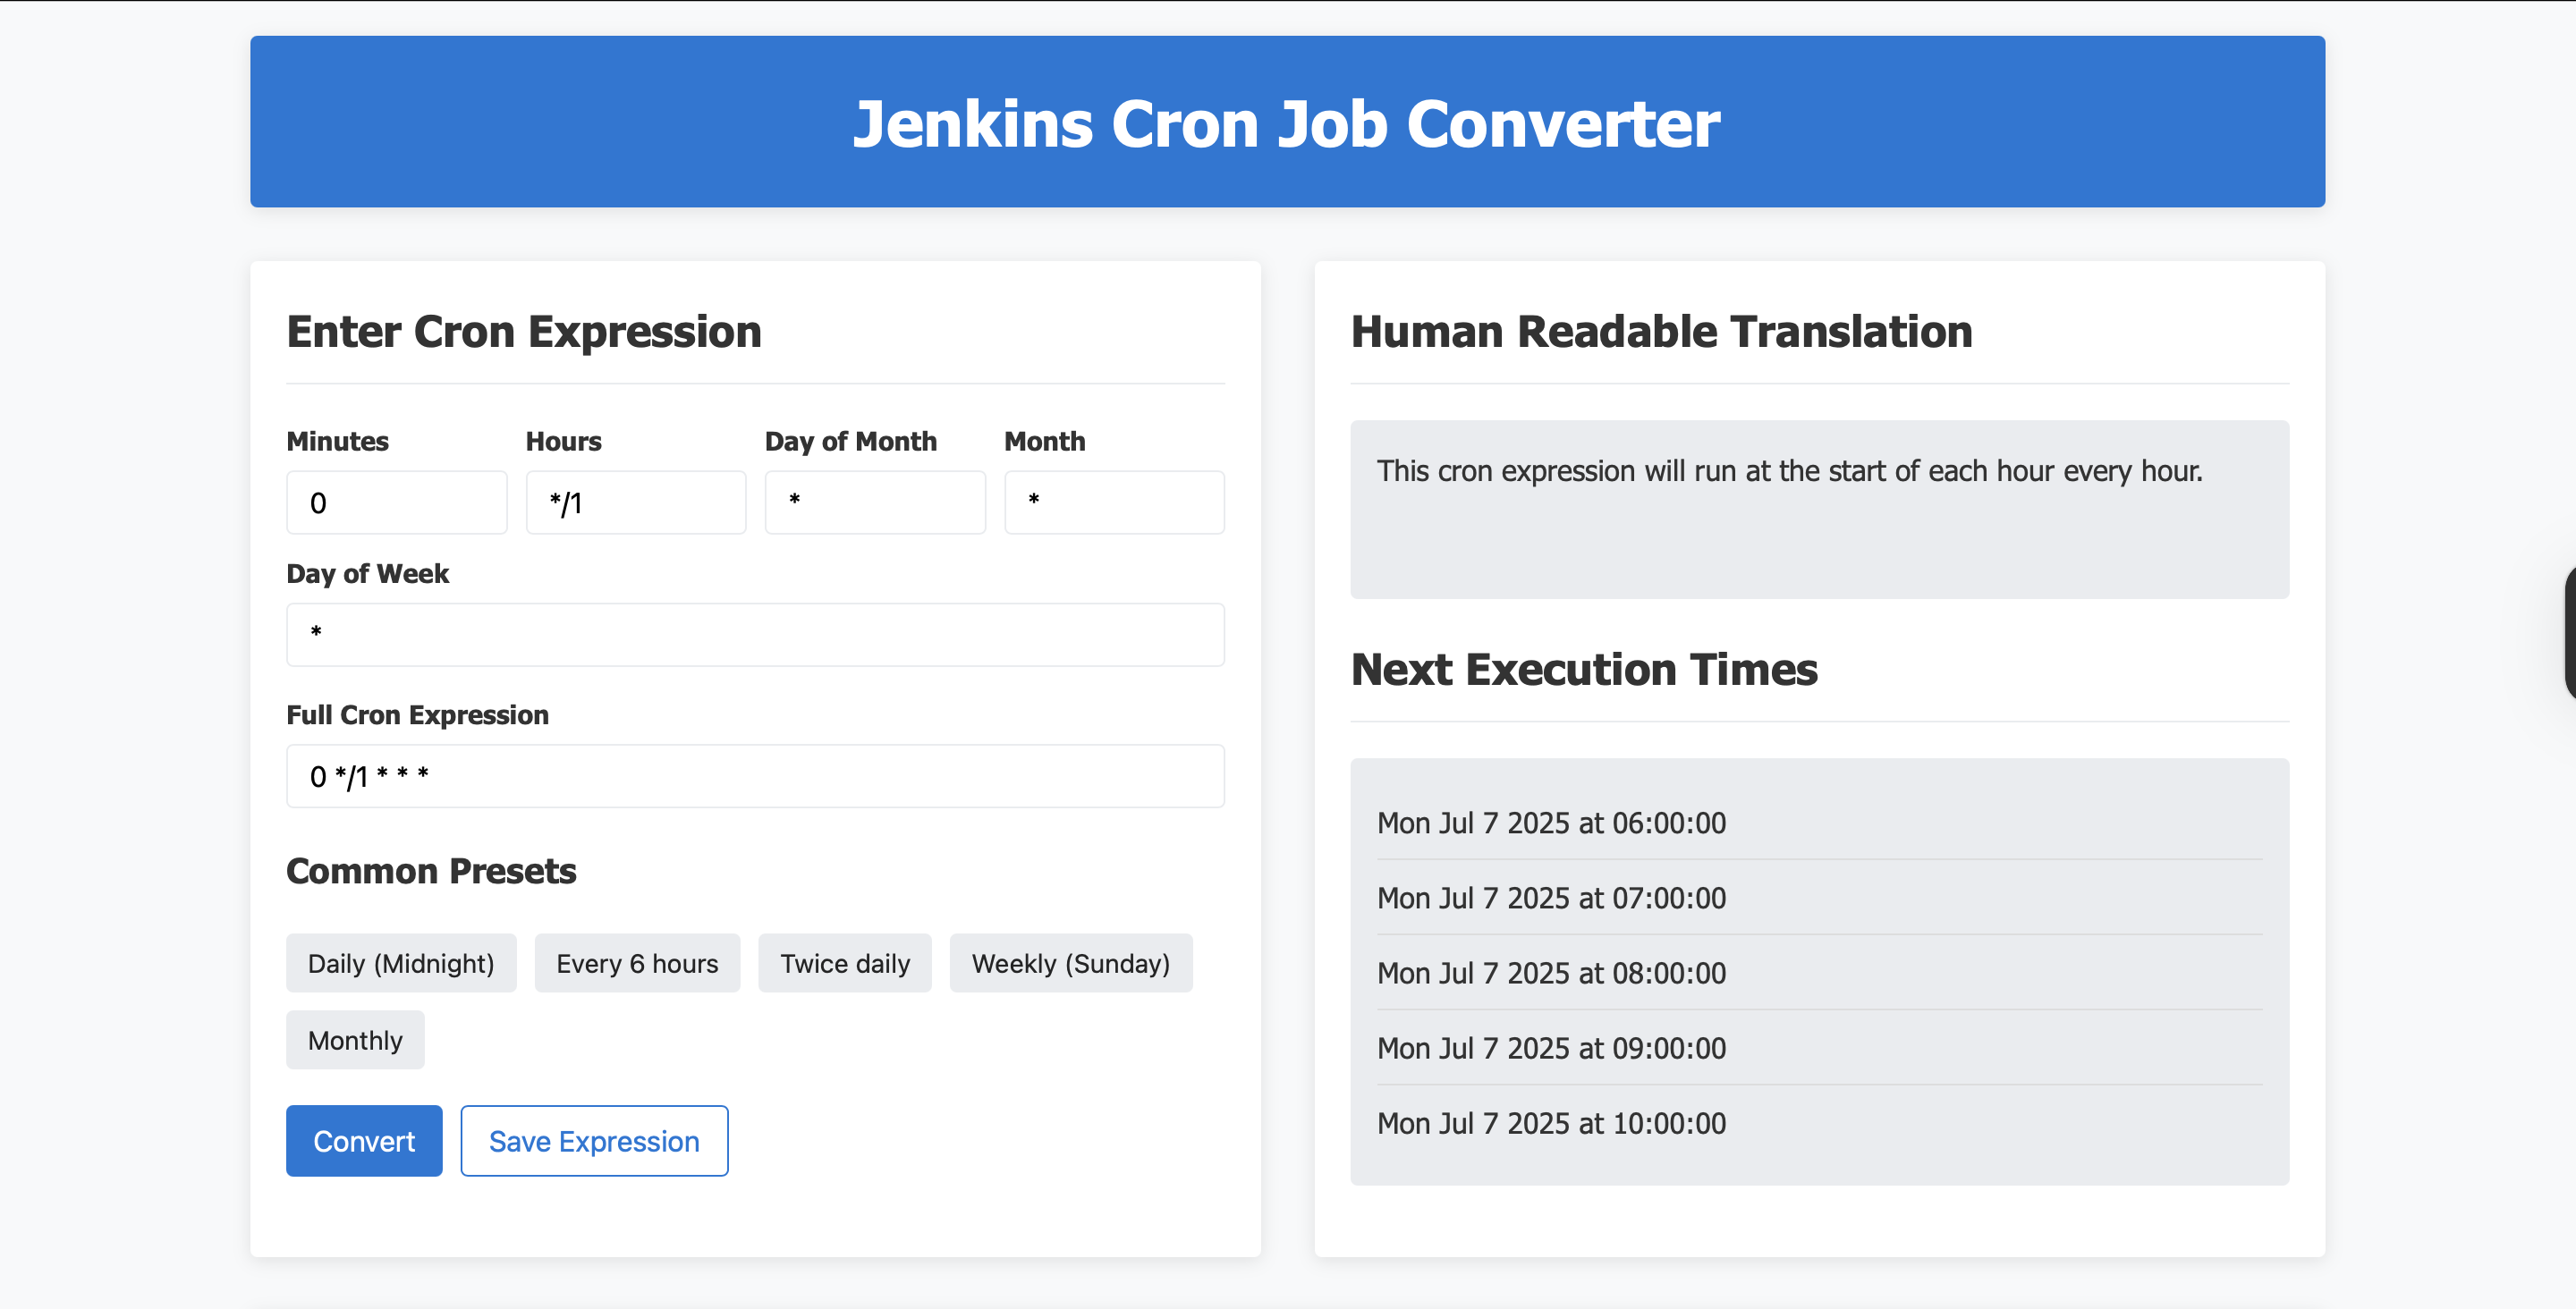 Jenkins Cron Job Converter
Enter Cron Expression
Minutes Hours Day of Month Month
0 */1 * *
Day of Week
*
Full Cron Expression
0 */1 * * *
Common Presets
Daily (Midnight) Every 6 hours Twice daily Weekly (Sunday)
Monthly
Convert Save Expression
Human Readable Translation
This cron expression will run at the start of each hour every hour.
Next Execution Times
Mon Jul 7 2025 at 06:00:00
Mon Jul 7 2025 at 07:00:00
Mon Jul 7 2025 at 08:00:00
Mon Jul 7 2025 at 09:00:00
Mon Jul 7 2025 at 10:00:00